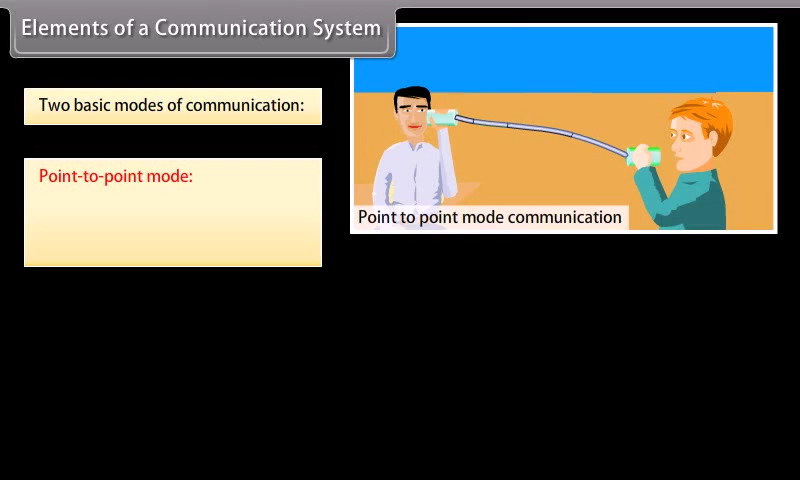 Elements of a Communication System
Two basic modes of communication:
Point-to-point mode:
Point to point mode communication